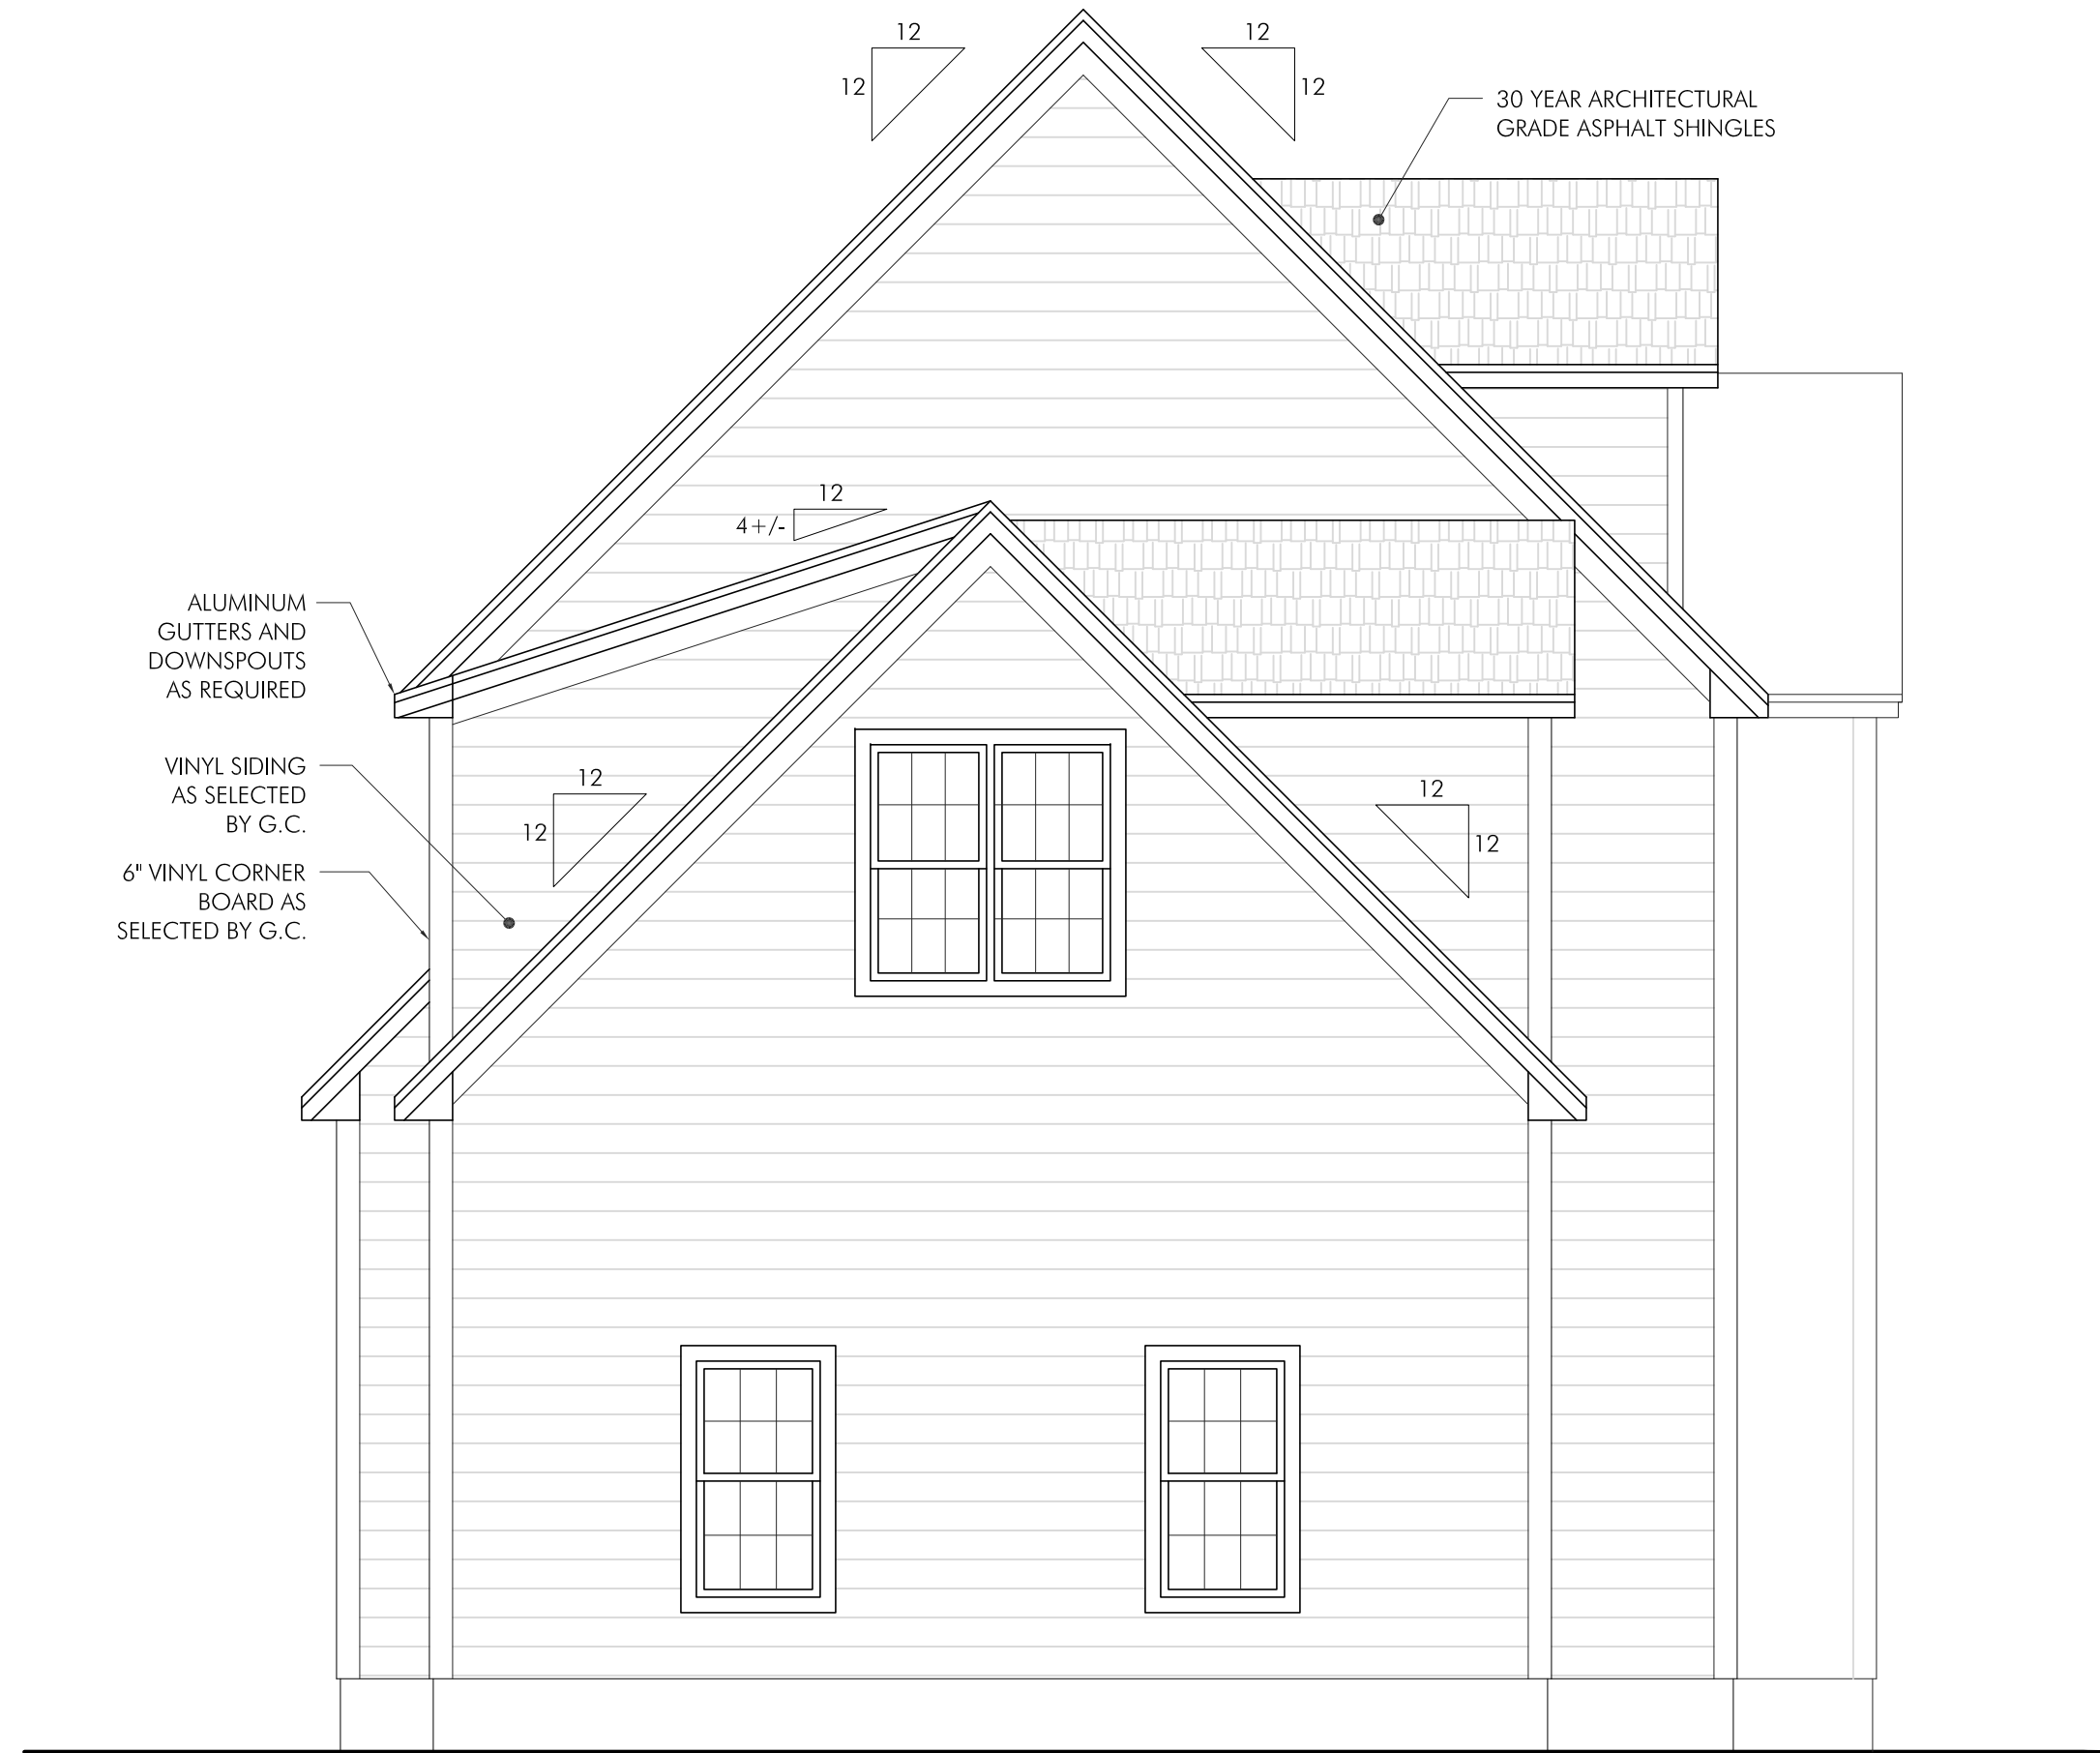 12
12
12
12
30 YEAR ARCHITECTURAL
GRADE ASPHALT SHINGLES
12
4+/-
ALUMINUM
GUTTERS AND
DOWNSPOUTS
AS REQUIRED
VINYL SIDING
AS SELECTED
BY G.C.
12
12
12
12
6" VINYL CORNER
BOARD AS
SELECTED BY G.C.